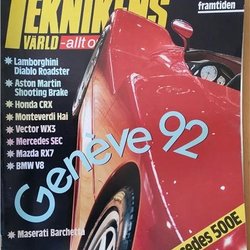 framtiden
TEKNIKENS
VÄRLD -allt o
Lamborghini
Diablo Roadster
Aston Martin
Shooting Brake
Honda CRX
Monteverdi Hai
Vector WX3
Mercedes SEC
Mazda RX7
BMW V8
Maserati Barchetta
Genève 92
cedes 500E